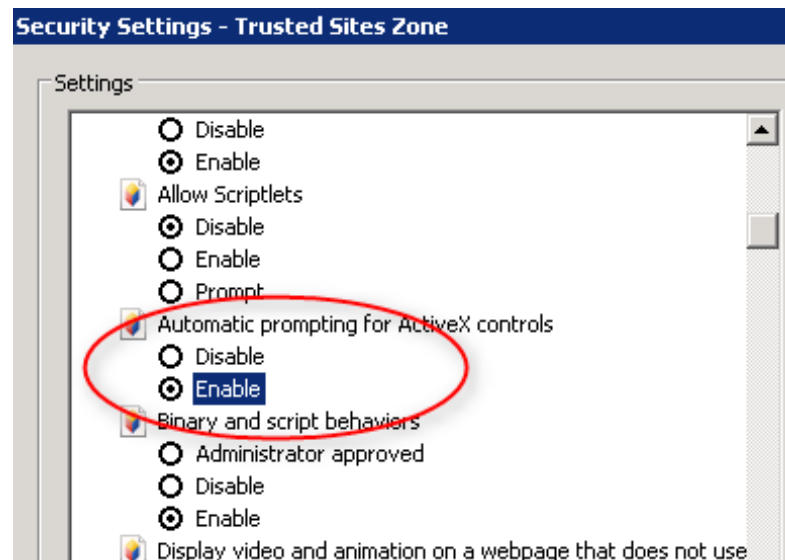 Security Settings - Trusted Sites Zone
Settings
Disable
Enable
Allow Scriptlets
Disable
Enable
Prompt
Automatic prompting for ActiveX controls
Disable
Enable
Binary and script behaviors
Administrator approved
Disable
Enable
Display video and animation on a webpage that does not use